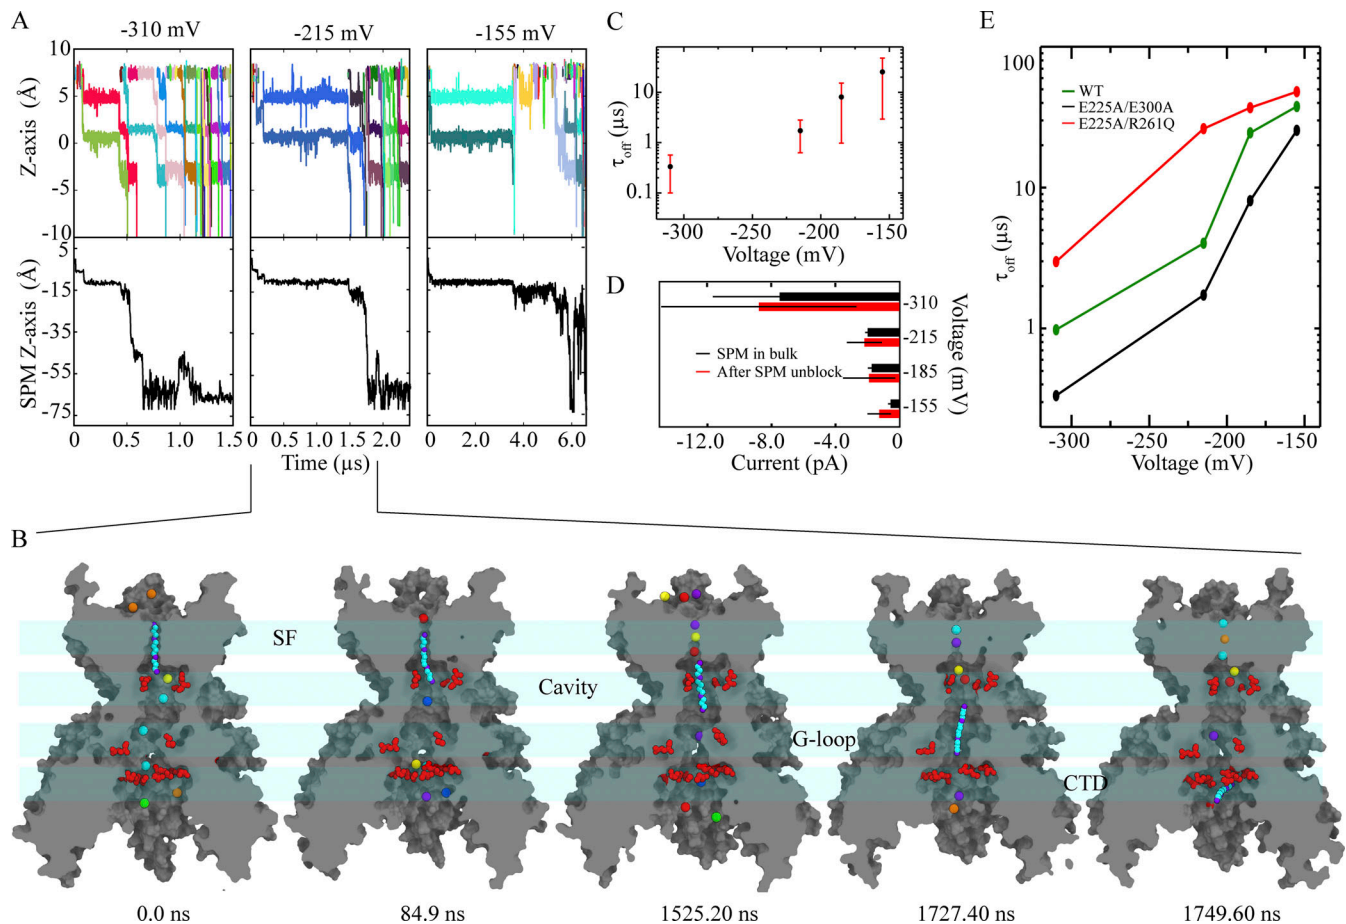 A
-310 mV
-215 mV
-155 mV
Z-axis (Å)
10
5
0
-5
-10
SPM Z-axis (Å)
5
-15
-35
-55
-75
0 0.5 1.0 1.5
0 0.5 1.0 1.5 2.0
0 2.0 4.0 6.0
Time (µs)
C
τoff (µs)
10
1
0.1
-300 -250 -200 -150
Voltage (mV)
D
SPM in bulk
After SPM unblock
-310
-215
-185
-155
Voltage (mV)
-12.0 -8.0 -4.0 0
Current (pA)
E
τoff (µs)
100
10
1
WT
E225A/E300A
E225A/R261Q
-300 -250 -200 -150
Voltage (mV)
B
SF
Cavity
G-loop
CTD
0.0 ns
84.9 ns
1525.20 ns
1727.40 ns
1749.60 ns